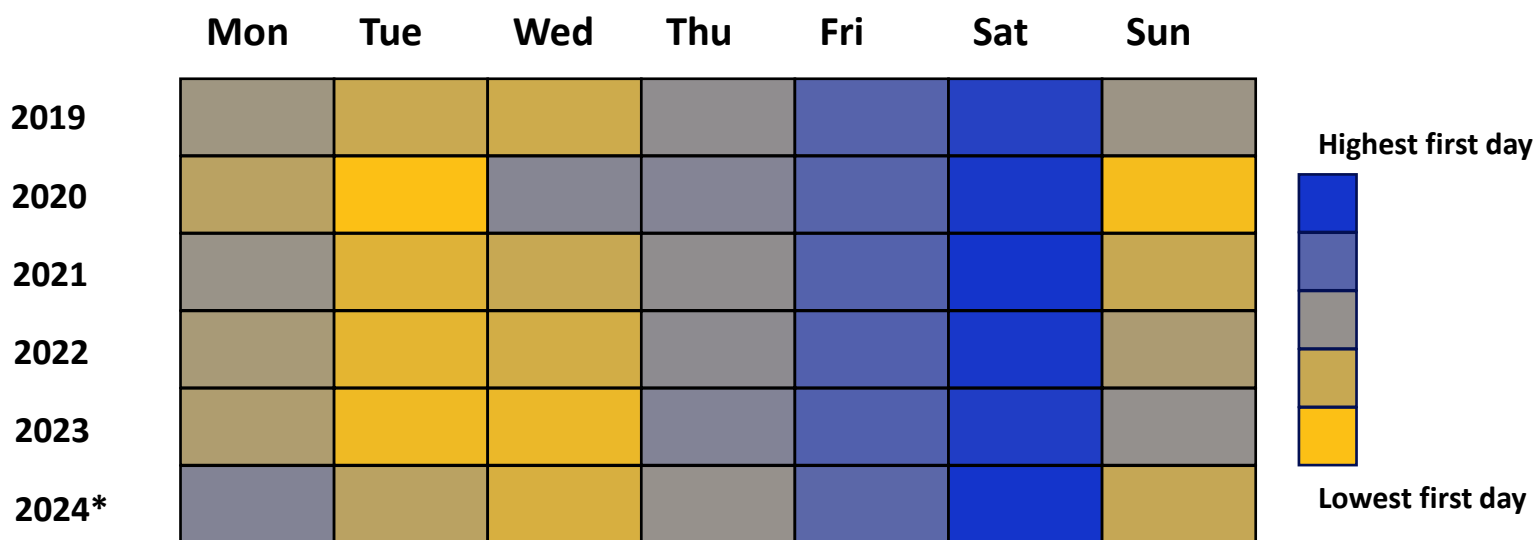 Mon Tue Wed Thu Fri Sat Sun
2019
Highest first day
2020
2021
2022
2023
Lowest first day
2024*